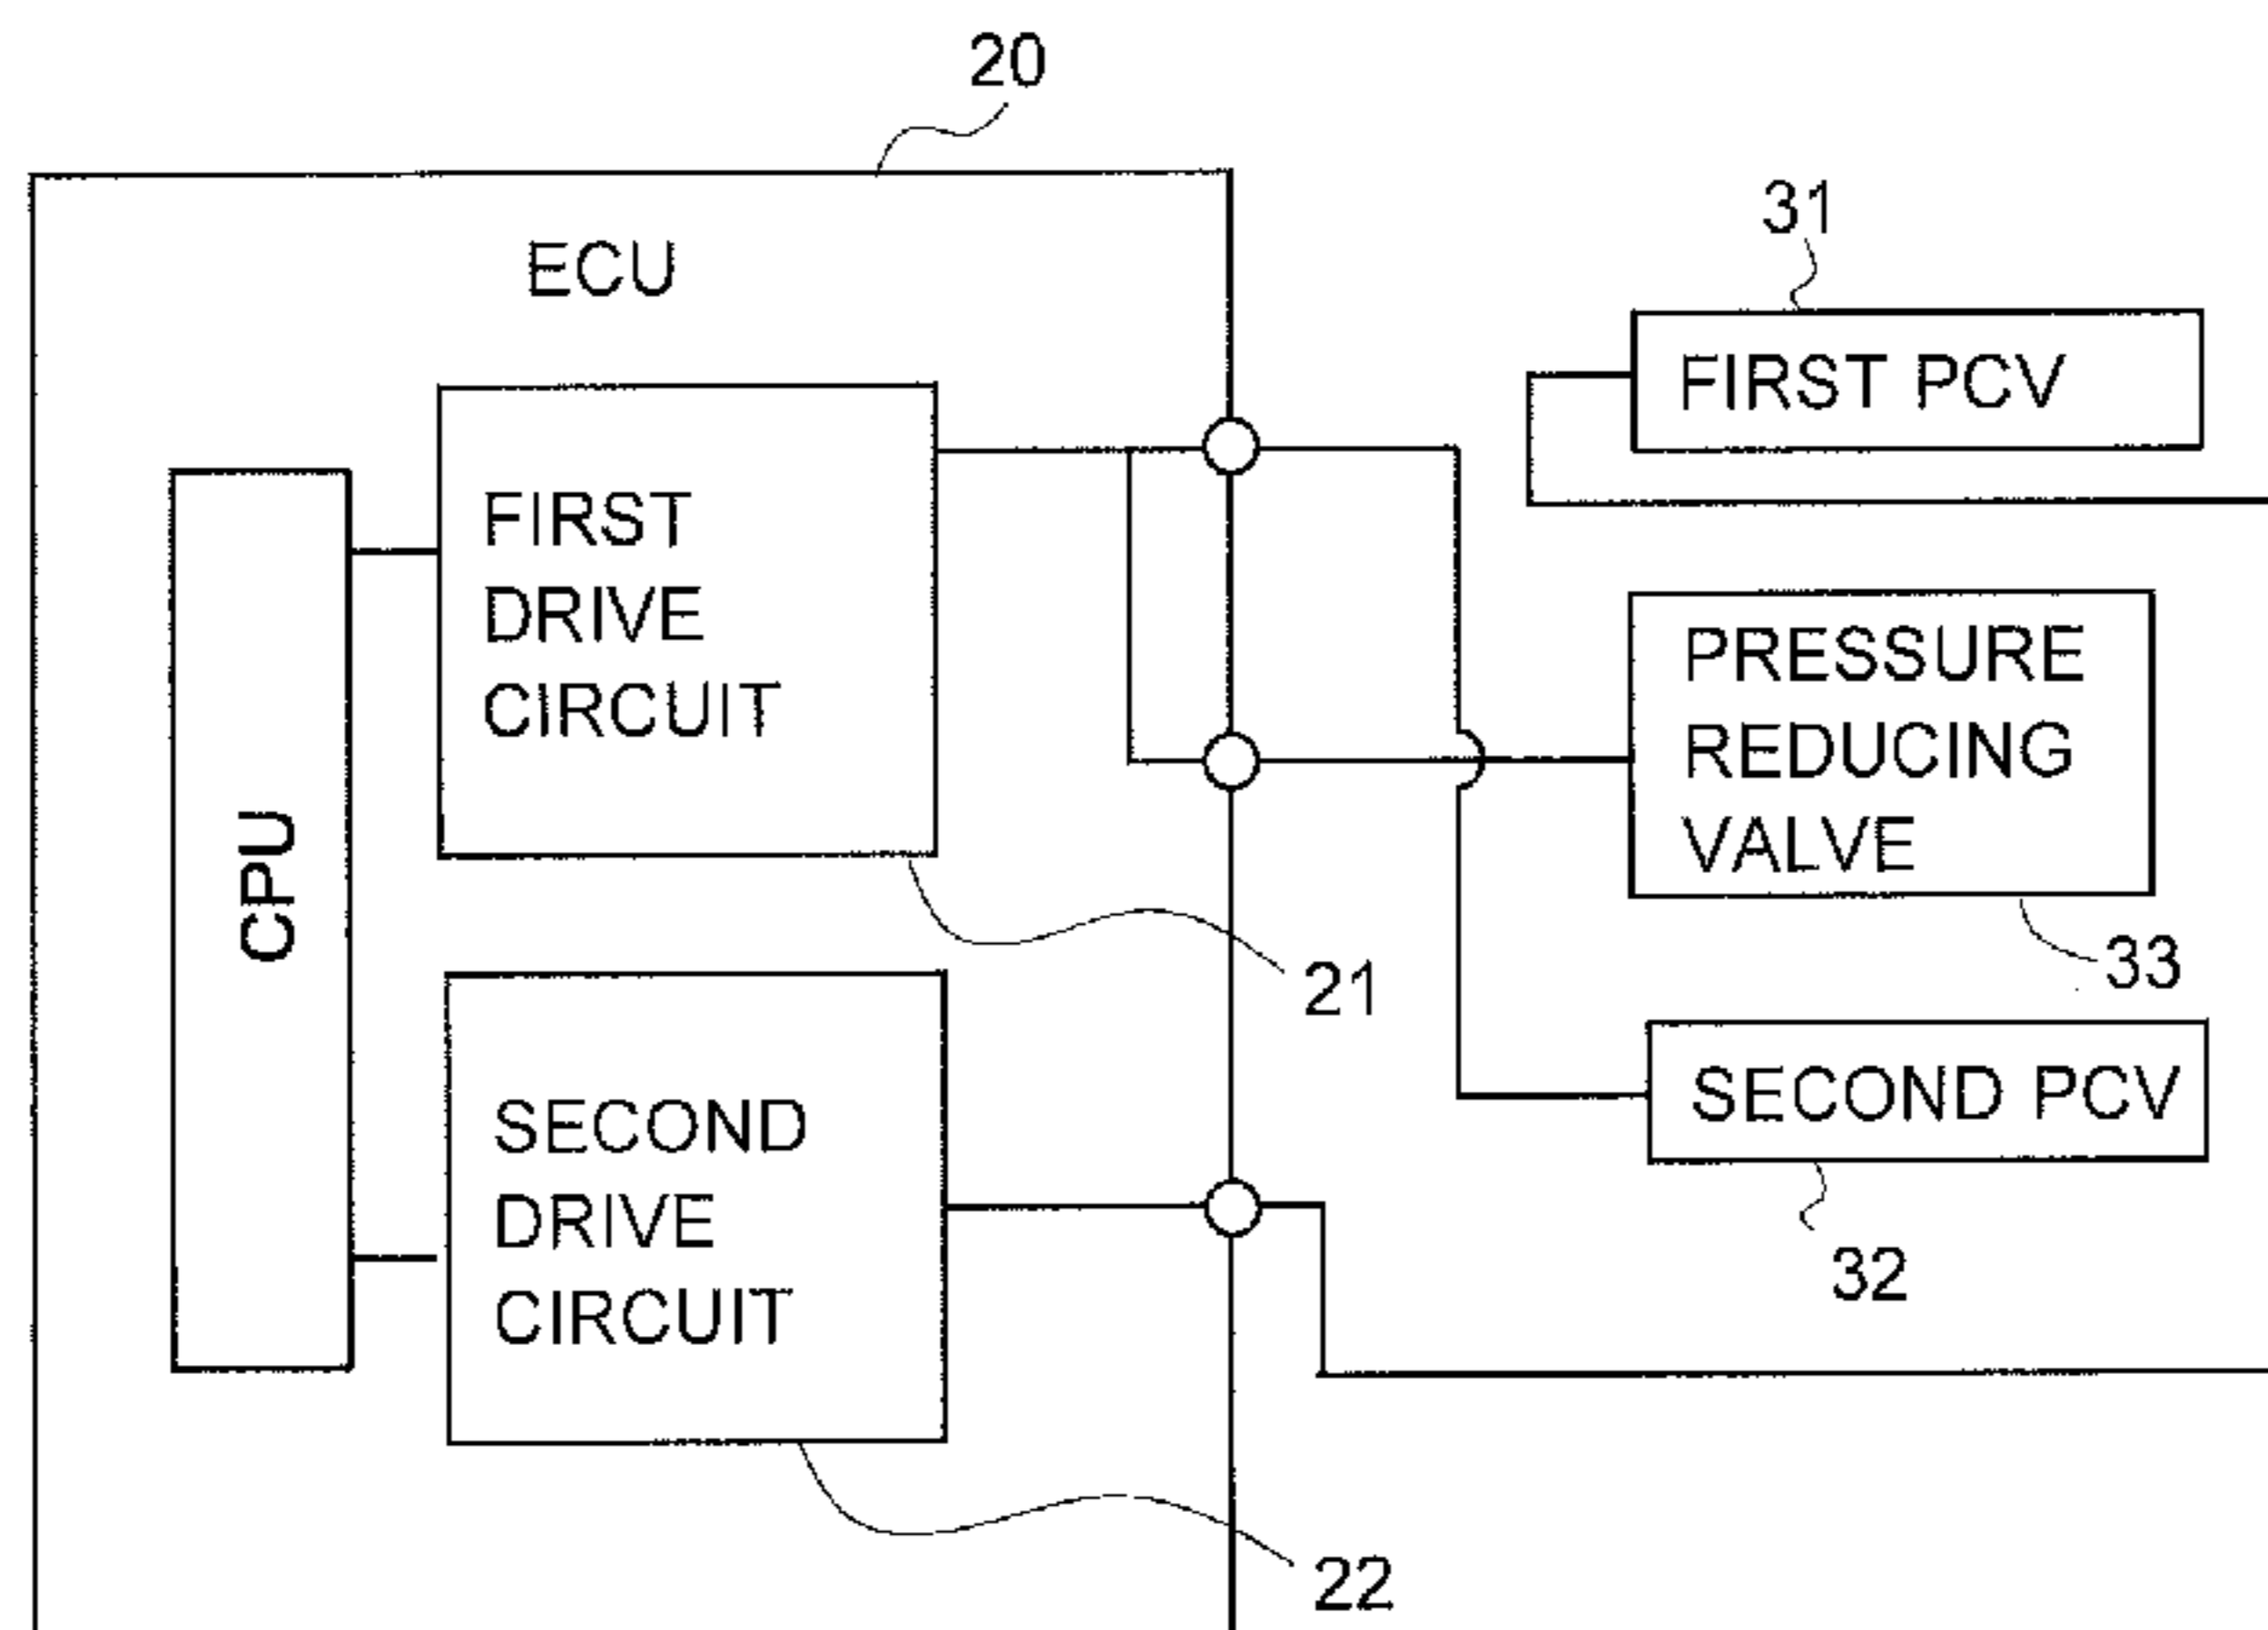 20
ECU
31
FIRST PCV
FIRST
DRIVE
CIRCUIT
PRESSURE
REDUCING
VALVE
CPU
21
33
SECOND PCV
SECOND
DRIVE
CIRCUIT
32
22